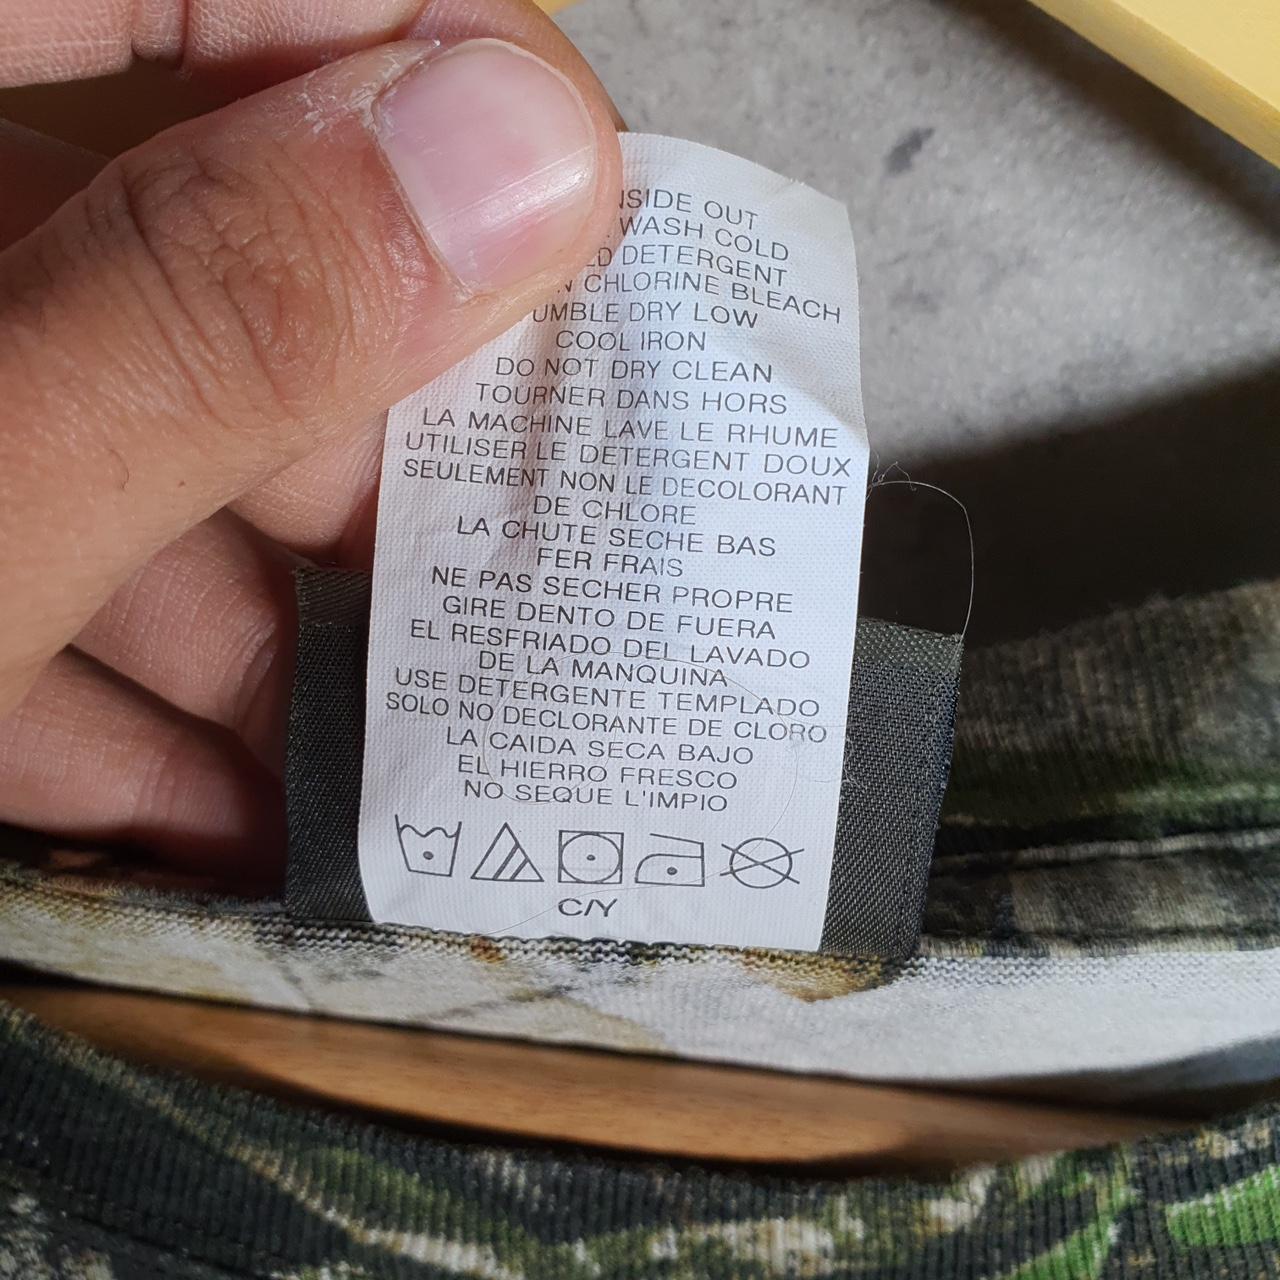 INSIDE OUT
WASH COLD
DETERGENT
CHLORINE BLEACH
UMBLE DRY LOW
COOL IRON
DO NOT DRY CLEAN
TOURNER DANS HORS
LA MACHINE LAVE LE RHUME
UTILISER LE DETERGENT DOUX
SEULEMENT NON LE DECOLORANT
DE CHLORE
LA CHUTE SECHE BAS
FER FRAIS
NE PAS SECHER PROPRE
GIRE DENTO DE FUERA
EL RESFRIADO DEL LAVADO
DE LA MANQUINA
USE DETERGENTE TEMPLADO
SOLO NO DECLORANTE DE CLORO
LA CAIDA SECA BAJO
EL HIERRO FRESCO
NO SEQUE L'IMPIO
C/Y